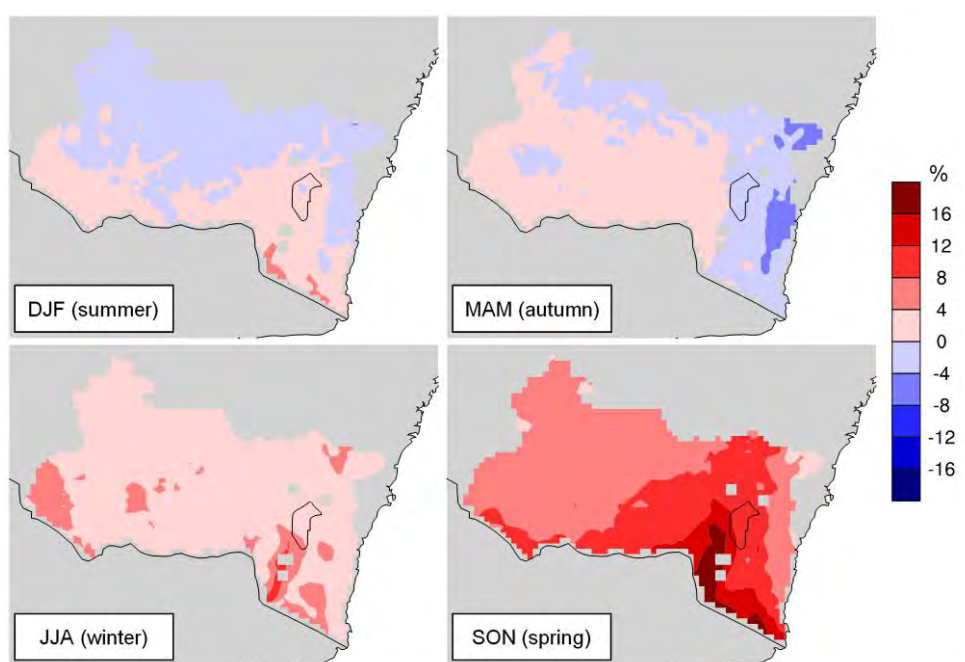 DJF (summer)
MAM (autumn)
%
16
12
8
4
0
-4
-8
-12
-16
JJA (winter)
SON (spring)